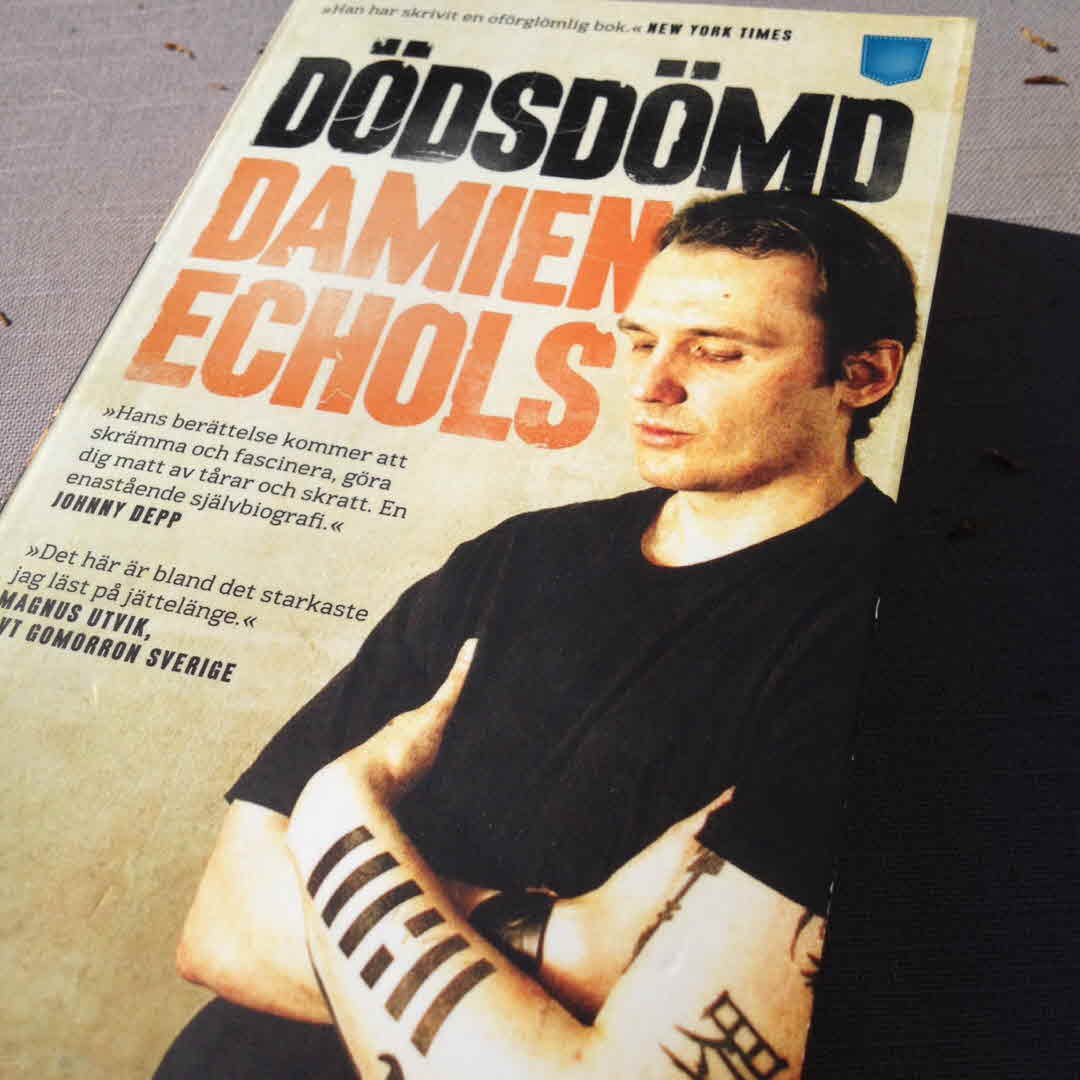 »Han har skrivit en oförglömlig bok.« NEW YORK TIMES
DÖDSDÖMD
DAMIEN
ECHOLS
»Hans berättelse kommer att
skrämma och fascinera, göra
dig matt av tårar och skratt. En
enastående självbiografi.«
JOHNNY DEPP
»Det här är bland det starkaste
jag läst på jättelänge.«
MAGNUS UTVIK,
VT GOMORRON SVERIGE